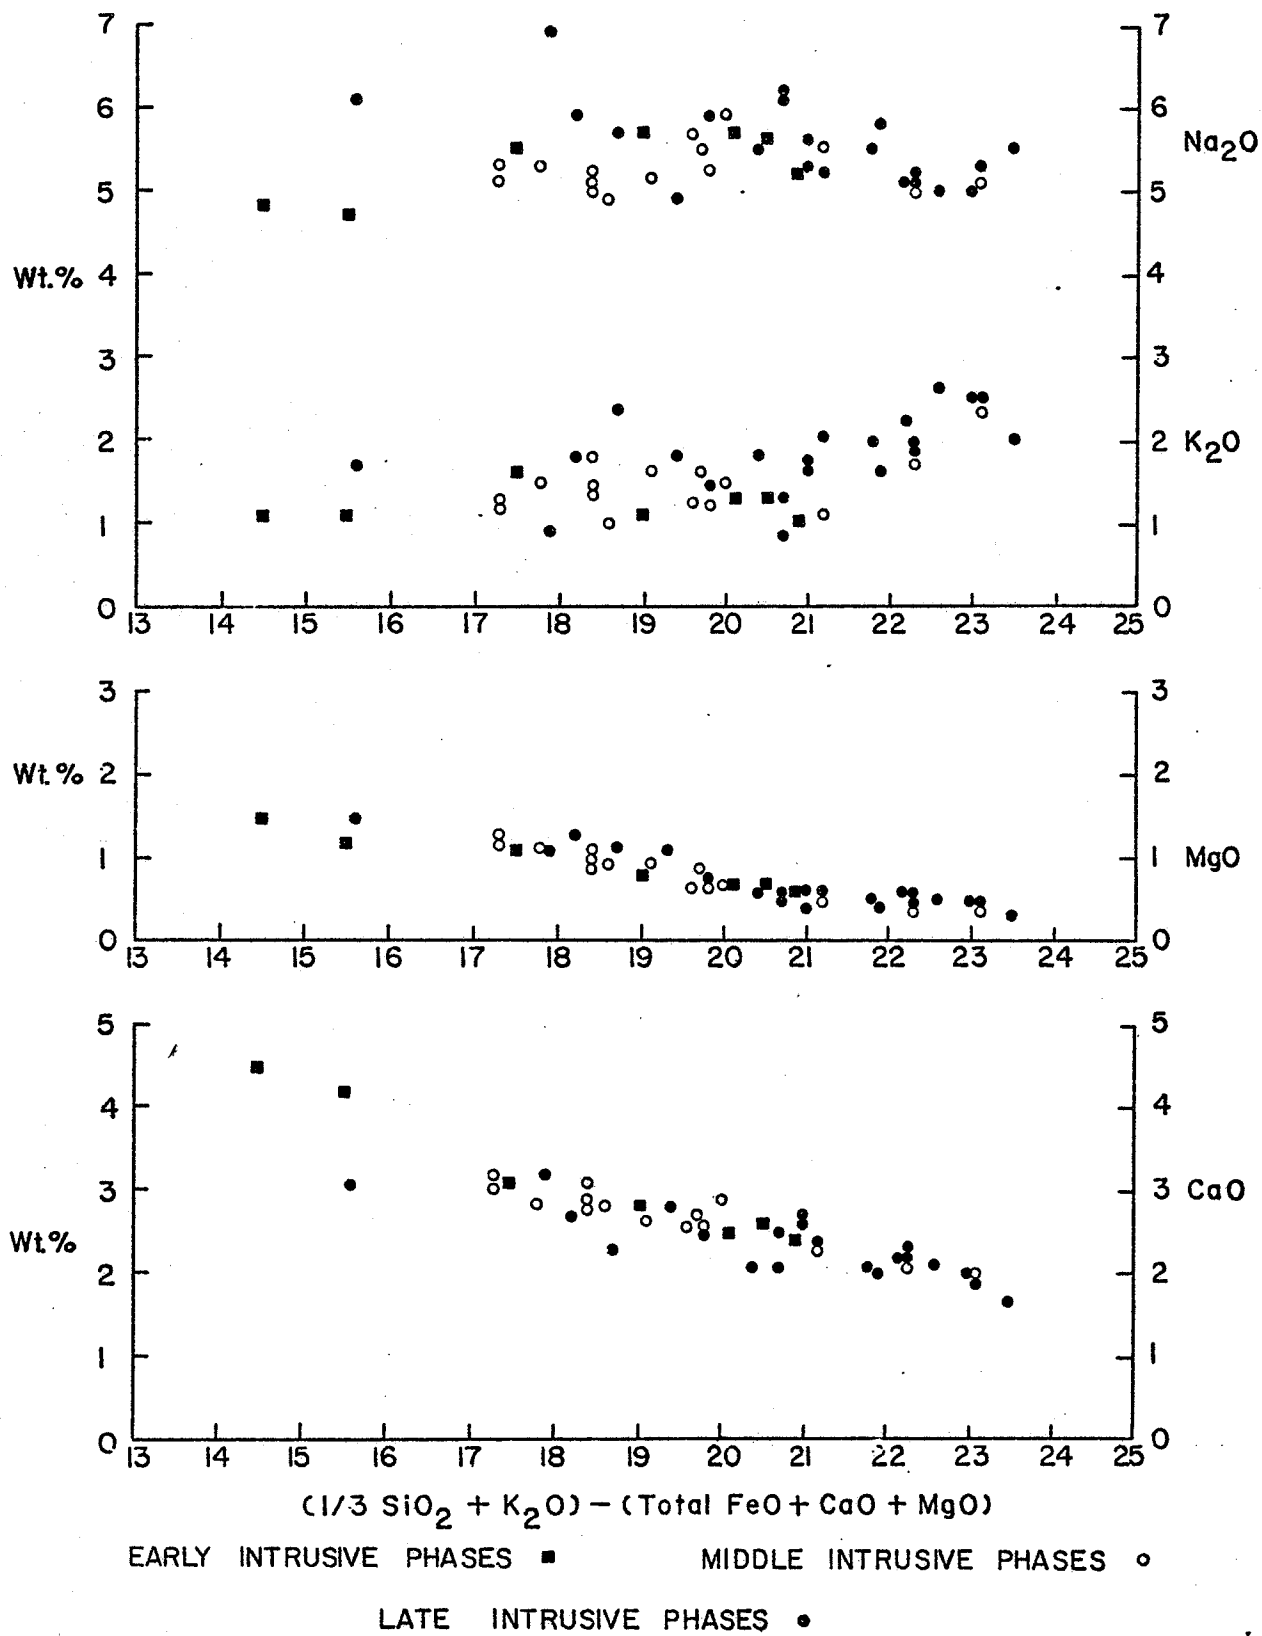 7 7
6 6
Na2O
5 5
Wt.% 4 4
3 3
2 2 K2O
1 1
0 0
13 14 15 16 17 18 19 20 21 22 23 24 25
3 3
Wt.% 2 2
1 1 MgO
0 0
13 14 15 16 17 18 19 20 21 22 23 24 25
5 5
4 4
3 3 CaO
Wt.%
2 2
1 1
0 0
13 14 15 16 17 18 19 20 21 22 23 24 25
(1/3 SiO2 + K2O) – (Total FeO + CaO + MgO)
EARLY INTRUSIVE PHASES ■ MIDDLE INTRUSIVE PHASES ○
LATE INTRUSIVE PHASES ●